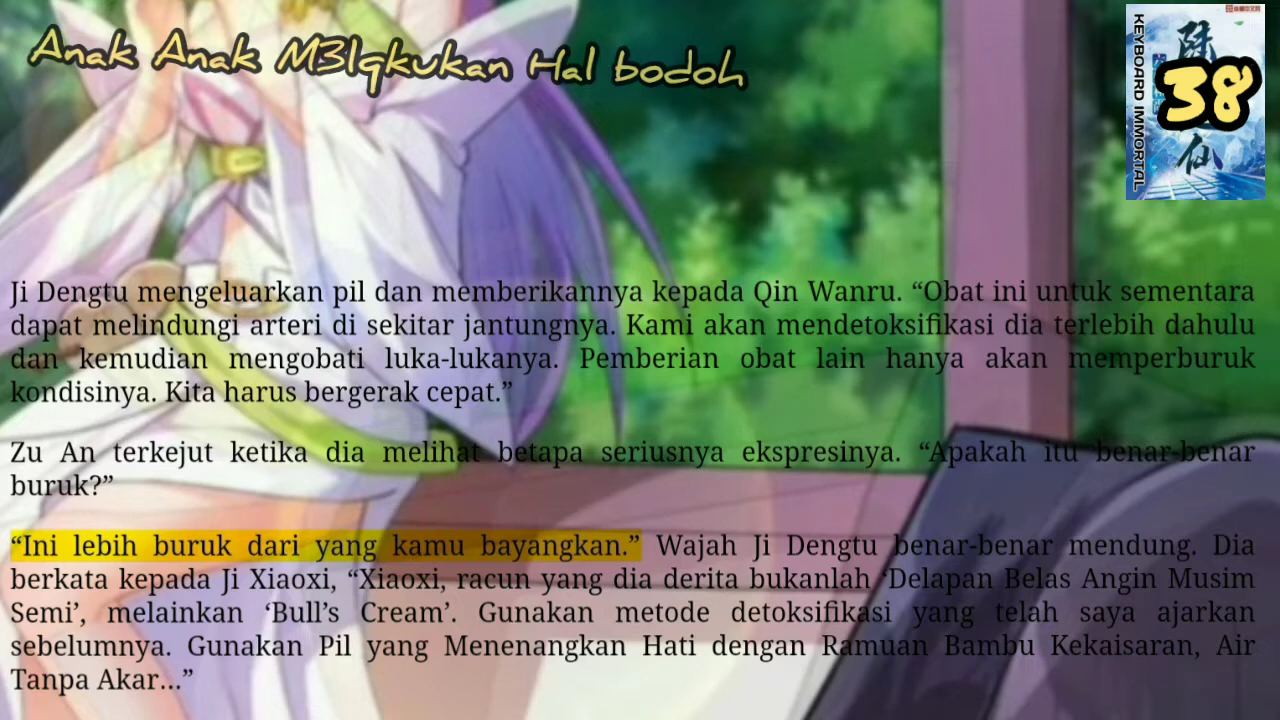 Anak Anak M3lqkukan Hal bodoh
KEYBOARD IMMORTAL
38
仙
Ji Dengtu mengeluarkan pil dan memberikannya kepada Qin Wanru. “Obat ini untuk sementara
dapat melindungi arteri di sekitar jantungnya. Kami akan mendetoksifikasi dia terlebih dahulu
dan kemudian mengobati luka-lukanya. Pemberian obat lain hanya akan memperburuk
kondisinya. Kita harus bergerak cepat.”
Zu An terkejut ketika dia melihat betapa seriusnya ekspresinya. “Apakah itu benar-benar
buruk?”
“Ini lebih buruk dari yang kamu bayangkan.” Wajah Ji Dengtu benar-benar mendung. Dia
berkata kepada Ji Xiaoxi, “Xiaoxi, racun yang dia derita bukanlah ‘Delapan Belas Angin Musim
Semi’, melainkan ‘Bull’s Cream’. Gunakan metode detoksifikasi yang telah saya ajarkan
sebelumnya. Gunakan Pil yang Menenangkan Hati dengan Ramuan Bambu Kekaisaran, Air
Tanpa Akar...”